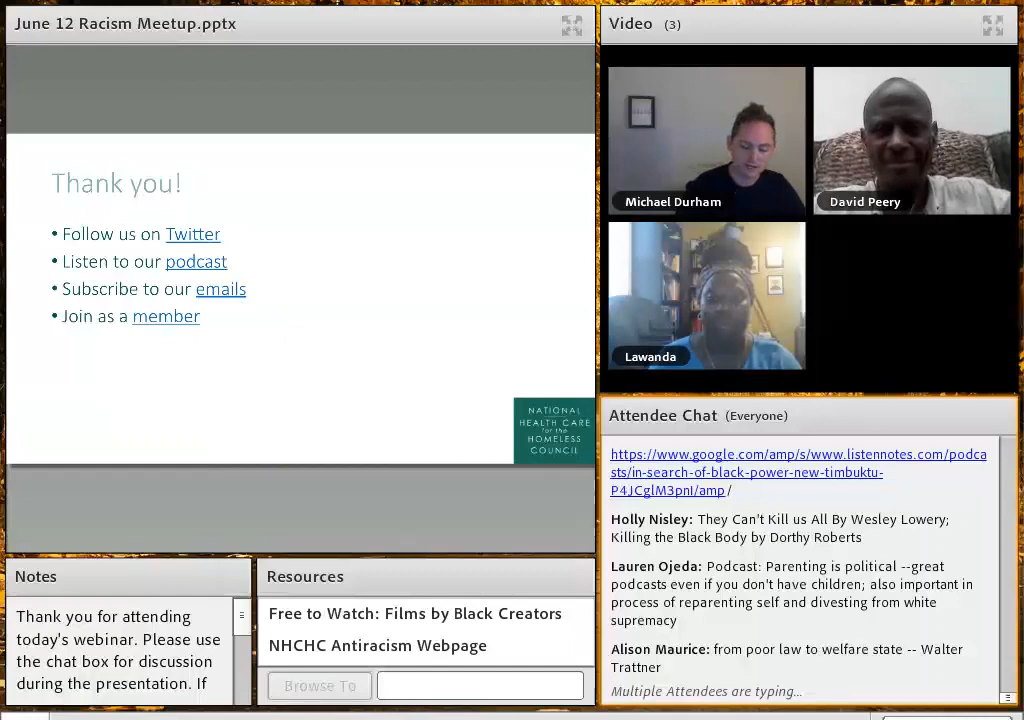 June 12 Racism Meetup.pptx
Thank you!
• Follow us on Twitter
• Listen to our podcast
• Subscribe to our emails
• Join as a member
NATIONAL
HEALTH CARE
for the
HOMELESS
COUNCIL
Notes
Thank you for attending
today's webinar. Please use
the chat box for discussion
during the presentation. If
Resources
Free to Watch: Films by Black Creators
NHCHC Antiracism Webpage
Browse To
Video (3)
Michael Durham
David Peery
Lawanda
Attendee Chat (Everyone)
https://www.google.com/amp/s/www.listennotes.com/podca
sts/in-search-of-black-power-new-timbuktu-
P4JCglM3pnI/amp/
Holly Nisley: They Can't Kill us All By Wesley Lowery;
Killing the Black Body by Dorthy Roberts
Lauren Ojeda: Podcast: Parenting is political --great
podcasts even if you don't have children; also important in
process of reparenting self and divesting from white
supremacy
Alison Maurice: from poor law to welfare state -- Walter
Trattner
Multiple Attendees are typing...